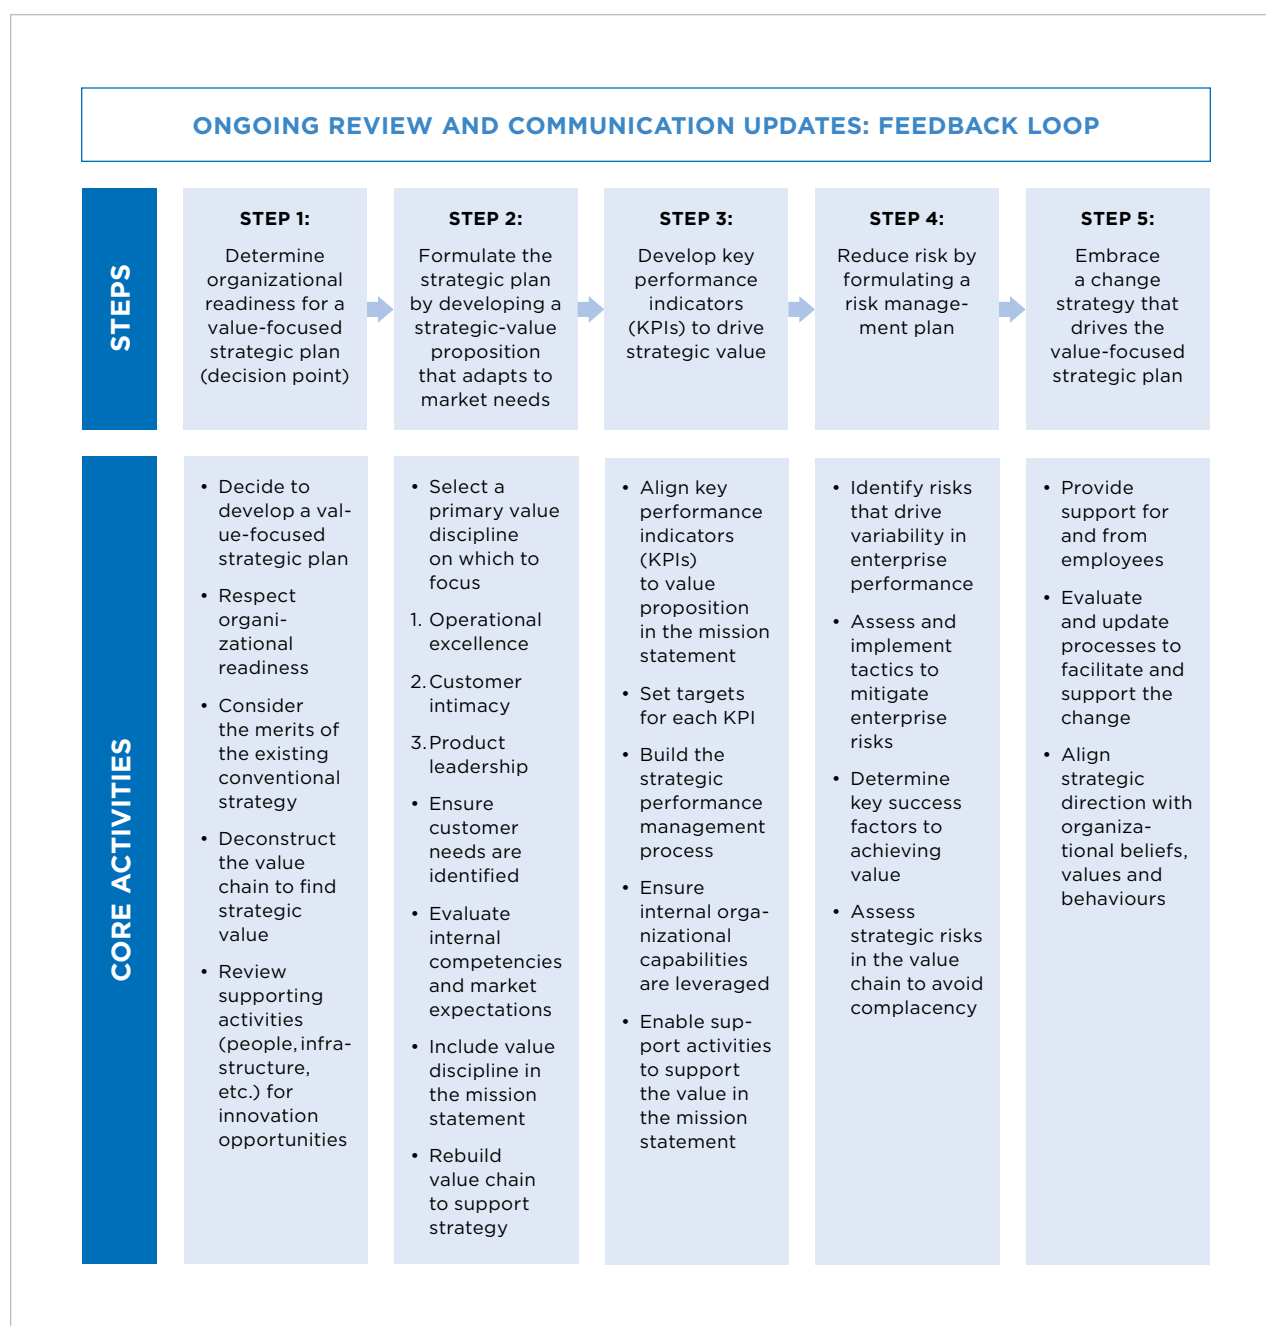 ONGOING REVIEW AND COMMUNICATION UPDATES: FEEDBACK LOOP
STEPS
STEP 1:
Determine
organizational
readiness for a
value-focused
strategic plan
(decision point)
STEP 2:
Formulate the
strategic plan
by developing a
strategic-value
proposition
that adapts to
market needs
STEP 3:
Develop key
performance
indicators
(KPIs) to drive
strategic value
STEP 4:
Reduce risk by
formulating a
risk manage-
ment plan
STEP 5:
Embrace
a change
strategy that
drives the
value-focused
strategic plan
CORE ACTIVITIES
• Decide to
develop a val-
ue-focused
strategic plan
• Respect
organi-
zational
readiness
• Consider
the merits of
the existing
conventional
strategy
• Deconstruct
the value
chain to find
strategic
value
• Review
supporting
activities
(people, infra-
structure,
etc.) for
innovation
opportunities
• Select a
primary value
discipline
on which to
focus
1. Operational
excellence
2. Customer
intimacy
3. Product
leadership
• Ensure
customer
needs are
identified
• Evaluate
internal
competencies
and market
expectations
• Include value
discipline in
the mission
statement
• Rebuild
value chain
to support
strategy
• Align key
performance
indicators
(KPIs)
to value
proposition
in the mission
statement
• Set targets
for each KPI
• Build the
strategic
performance
management
process
• Ensure
internal orga-
nizational
capabilities
are leveraged
• Enable sup-
port activities
to support
the value in
the mission
statement
• Identify risks
that drive
variability in
enterprise
performance
• Assess and
implement
tactics to
mitigate
enterprise
risks
• Determine
key success
factors to
achieving
value
• Assess
strategic risks
in the value
chain to avoid
complacency
• Provide
support for
and from
employees
• Evaluate
and update
processes to
facilitate and
support the
change
• Align
strategic
direction with
organiza-
tional beliefs,
values and
behaviours